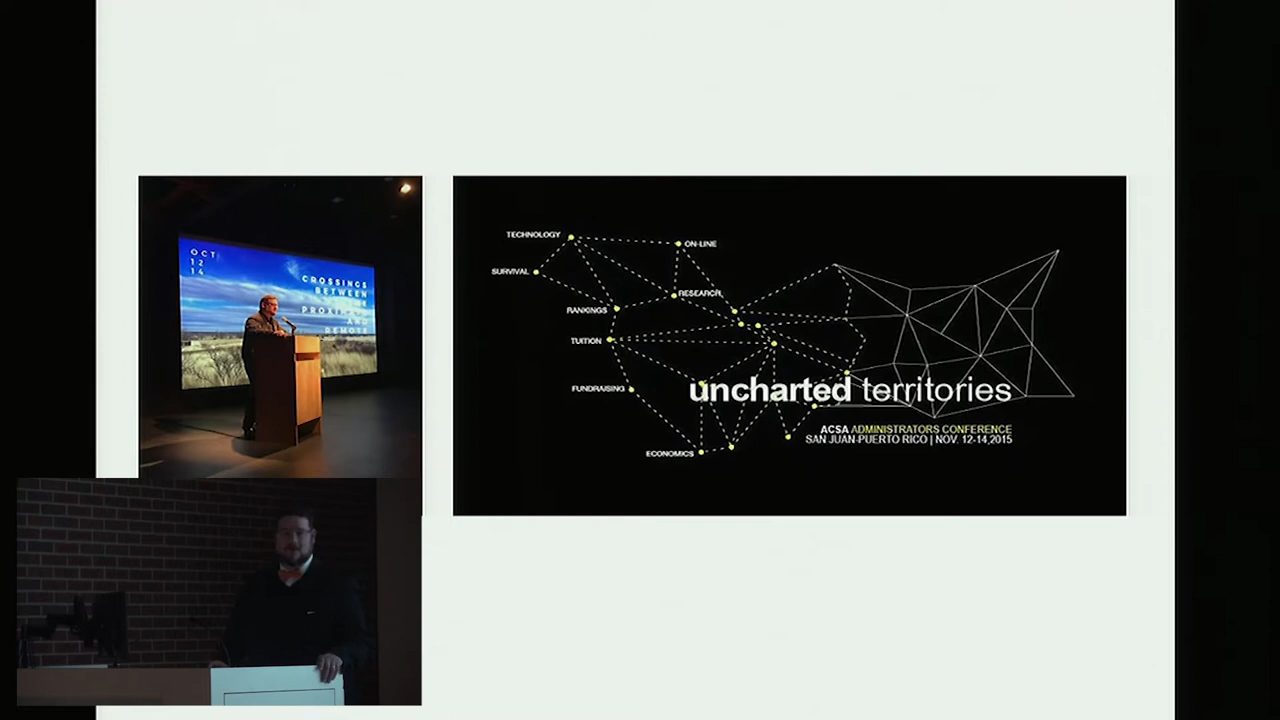 OCT
12
14
CROSSINGS
BETWEEN
PROXIMATE
AND
REMOTE
TECHNOLOGY
ON-LINE
SURVIVAL
RESEARCH
RANKINGS
TUITION
FUNDRAISING
uncharted territories
ACSA ADMINISTRATORS CONFERENCE
SAN JUAN-PUERTO RICO | NOV. 12-14,2015
ECONOMICS